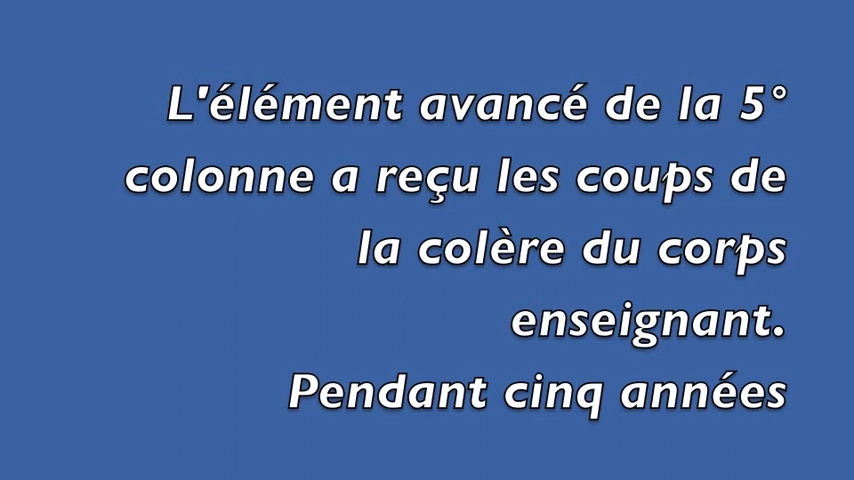 L'élément avancé de la 5°
colonne a reçu les coups de
la colère du corps
enseignant.
Pendant cinq années